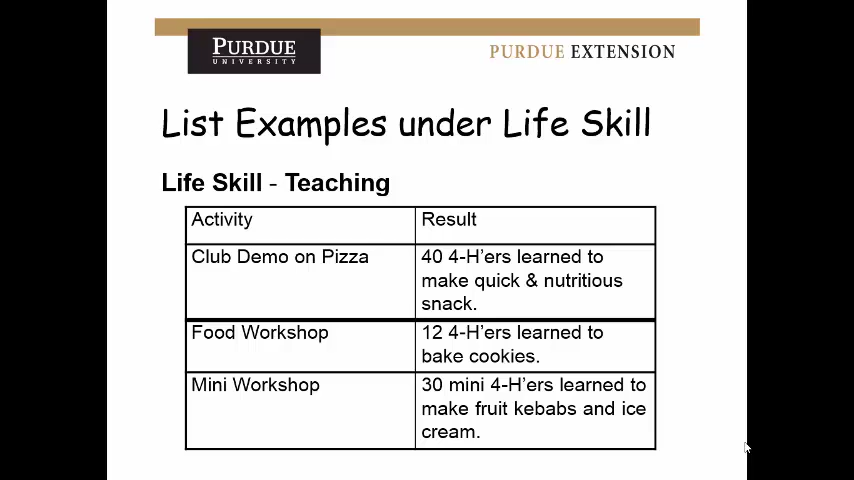 PURDUE
UNIVERSITY
PURDUE EXTENSION
List Examples under Life Skill
Life Skill - Teaching
Activity
Result
Club Demo on Pizza
40 4-H'ers learned to
make quick & nutritious
snack.
Food Workshop
12 4-H'ers learned to
bake cookies.
Mini Workshop
30 mini 4-H'ers learned to
make fruit kebabs and ice
cream.